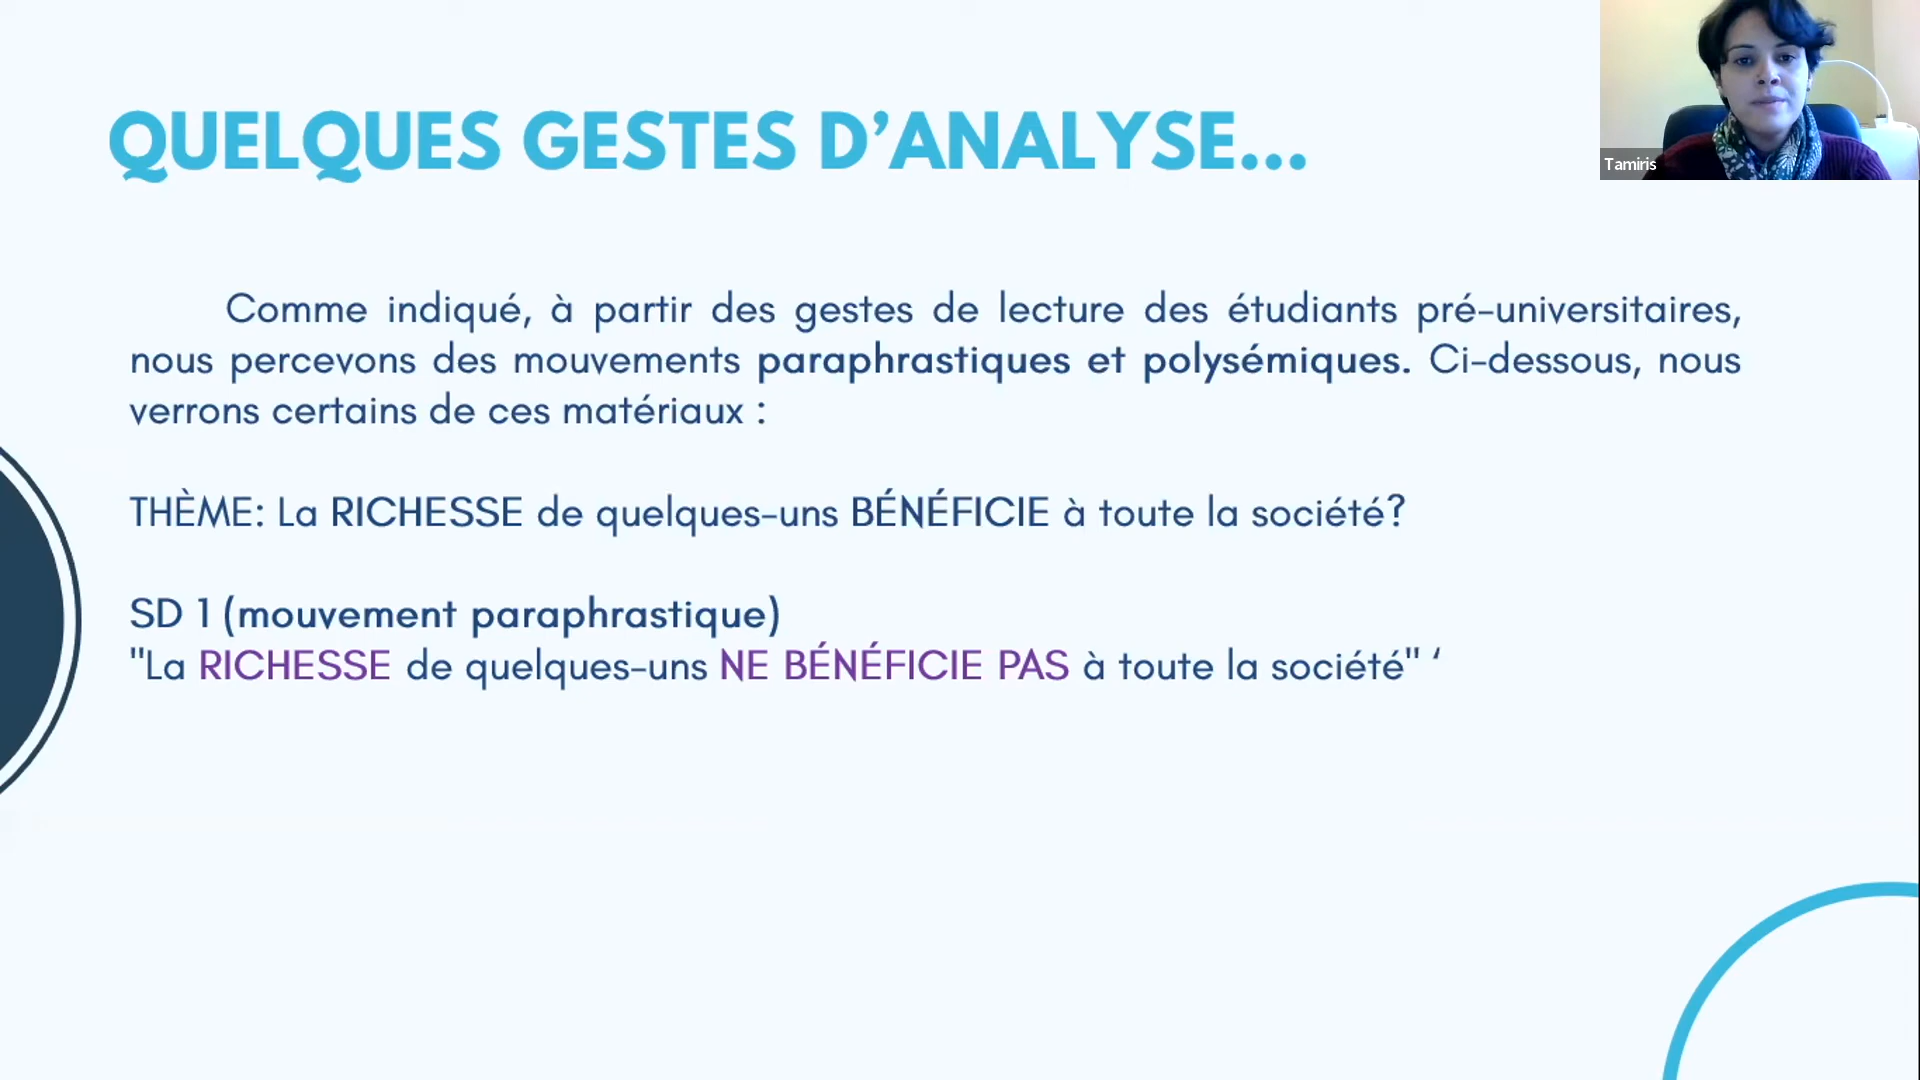 QUELQUES GESTES D’ANALYSE...
Tamiris
Comme indiqué, à partir des gestes de lecture des étudiants pré-universitaires,
nous percevons des mouvements paraphrastiques et polysémiques. Ci-dessous, nous
verrons certains de ces matériaux :
THÈME: La RICHESSE de quelques-uns BÉNÉFICIE à toute la société?
SD 1 (mouvement paraphrastique)
"La RICHESSE de quelques-uns NE BÉNÉFICIE PAS à toute la société" ‘